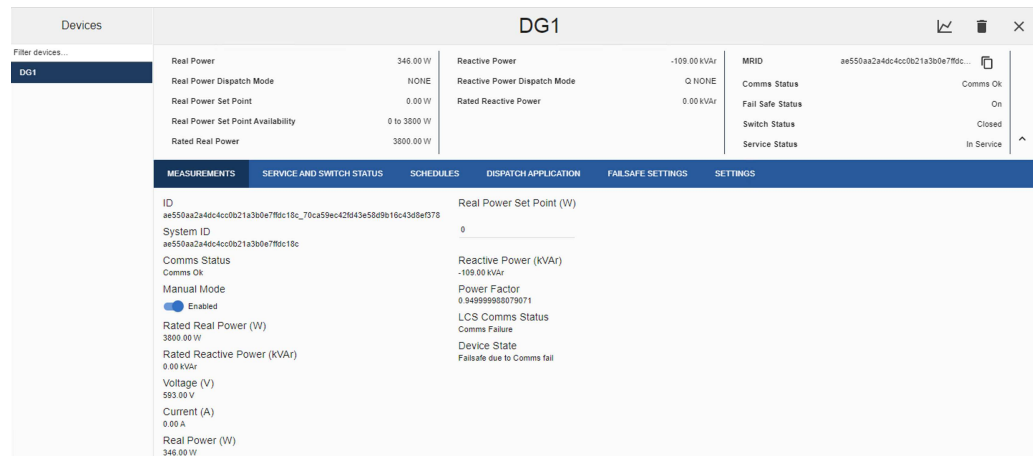 Devices
DG1
Filter devices...
DG1
Real Power 346.00 W
Real Power Dispatch Mode NONE
Real Power Set Point 0.00 W
Real Power Set Point Availability 0 to 3800 W
Rated Real Power 3800.00 W
Reactive Power -109.00 kVAr
Reactive Power Dispatch Mode Q NONE
Rated Reactive Power 0.00 kVAr
MRID ae550aa2a4dc4cc0b21a3b0e7ffdc...
Comms Status Comms Ok
Fail Safe Status On
Switch Status Closed
Service Status In Service
MEASUREMENTS SERVICE AND SWITCH STATUS SCHEDULES DISPATCH APPLICATION FAILSAFE SETTINGS SETTINGS
ID
ae550aa2a4dc4cc0b21a3b0e7ffdc18c_70ca59ec42fd43e58d9b16c43d8ef378
System ID
ae550aa2a4dc4cc0b21a3b0e7ffdc18c
Comms Status
Comms Ok
Manual Mode
Enabled
Rated Real Power (W)
3800.00 W
Rated Reactive Power (kVAr)
0.00 kVAr
Voltage (V)
593.00 V
Current (A)
0.00 A
Real Power (W)
346.00 W
Real Power Set Point (W)
0
Reactive Power (kVAr)
-109.00 kVAr
Power Factor
0.949999988079071
LCS Comms Status
Comms Failure
Device State
Failsafe due to Comms fail